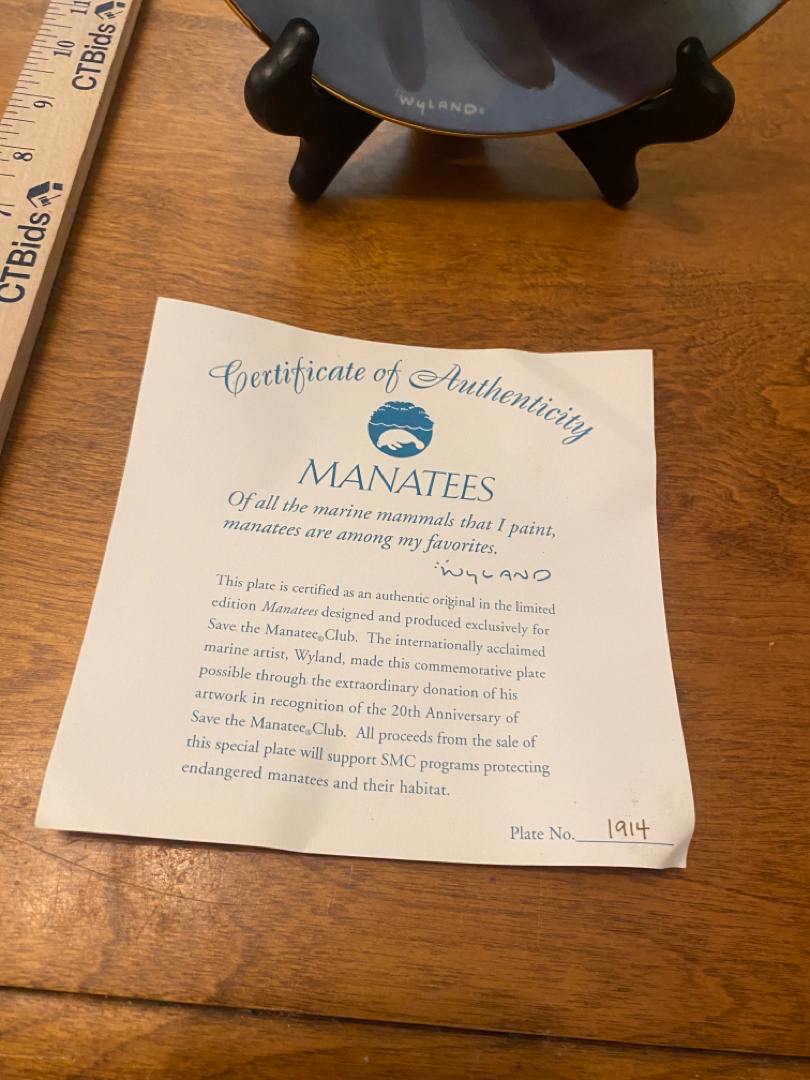 8 9 10 11
CTBids
CTBids
WYLAND
Certificate of Authenticity
MANATEES
Of all the marine mammals that I paint,
manatees are among my favorites.
WYLAND
This plate is certified as an authentic original in the limited
edition Manatees designed and produced exclusively for
Save the Manatee® Club. The internationally acclaimed
marine artist, Wyland, made this commemorative plate
possible through the extraordinary donation of his
artwork in recognition of the 20th Anniversary of
Save the Manatee® Club. All proceeds from the sale of
this special plate will support SMC programs protecting
endangered manatees and their habitat.
Plate No. 1914